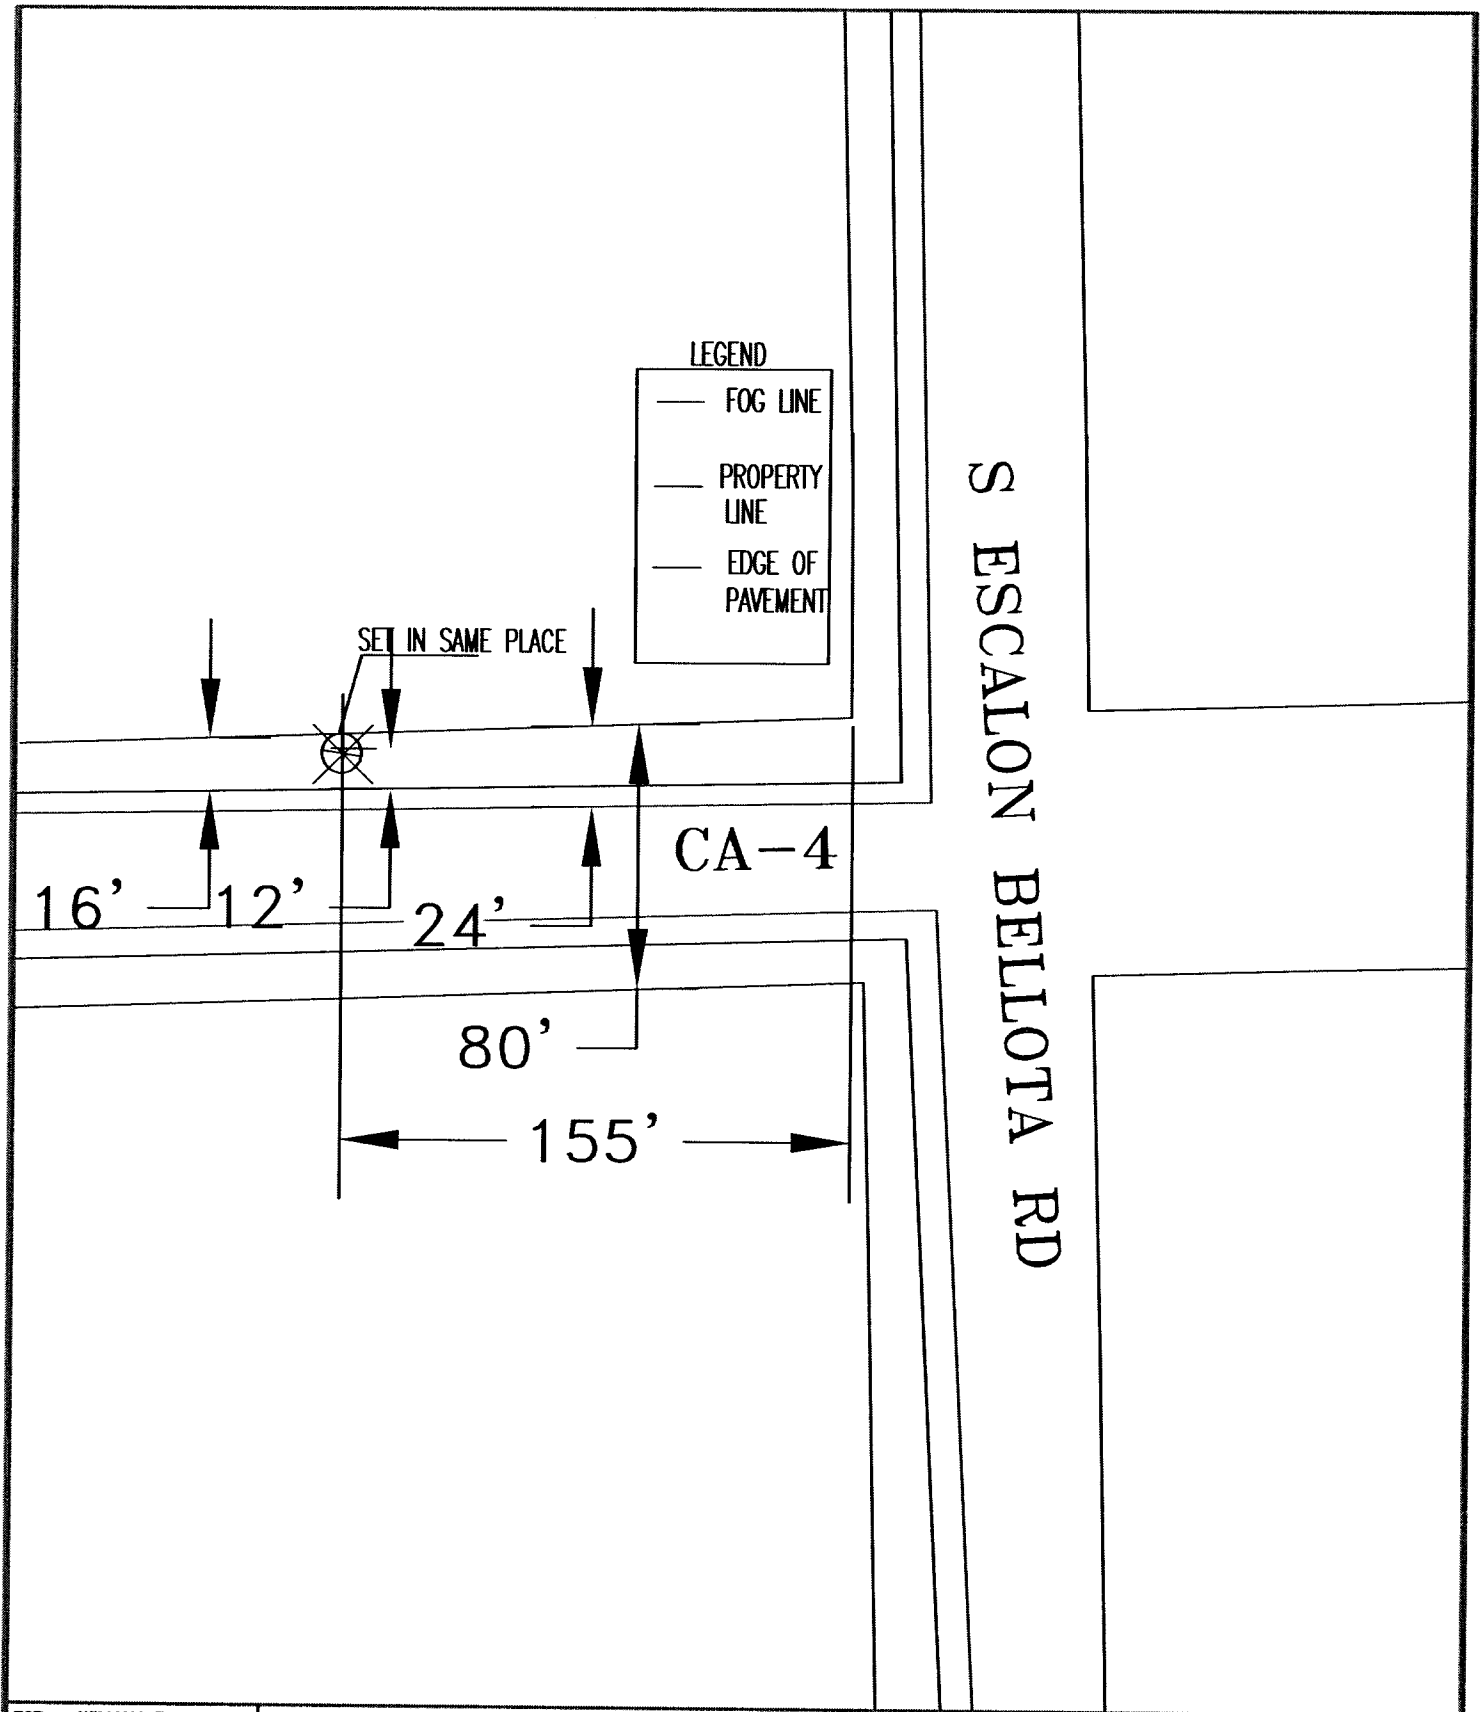 LEGEND
FOG LINE
PROPERTY
LINE
EDGE OF
PAVEMENT
SET IN SAME PLACE
S ESCALON BELLOTA RD
CA-4
16'
12'
24'
80'
155'